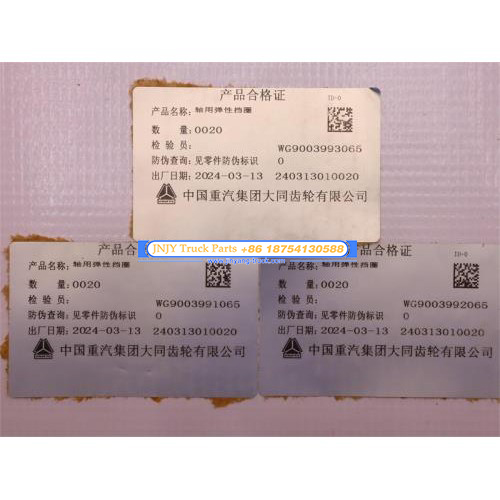 产品合格证
ID-0
产品名称: 轴用弹性挡圈
数 量: 0020
检 验 员: WG9003993065
防伪查询: 见零件防伪标识 0
出厂日期: 2024-03-13 240313010020
中国重汽集团大同齿轮有限公司
JNJY Truck Parts +86 18754130588
产品合
产品名称: 轴用弹性挡圈
数 量: 0020
检 验 员: WG9003991065
防伪查询: 见零件防伪标识 0
出厂日期: 2024-03-13 240313010020
中国重汽集团大同齿轮有限公司
品合格证
ID-0
产品名称: 轴用弹性挡圈
数 量: 0020
检 验 员: WG9003992065
防伪查询: 见零件防伪标识 0
出厂日期: 2024-03-13 240313010020
中国重汽集团大同齿轮有限公司